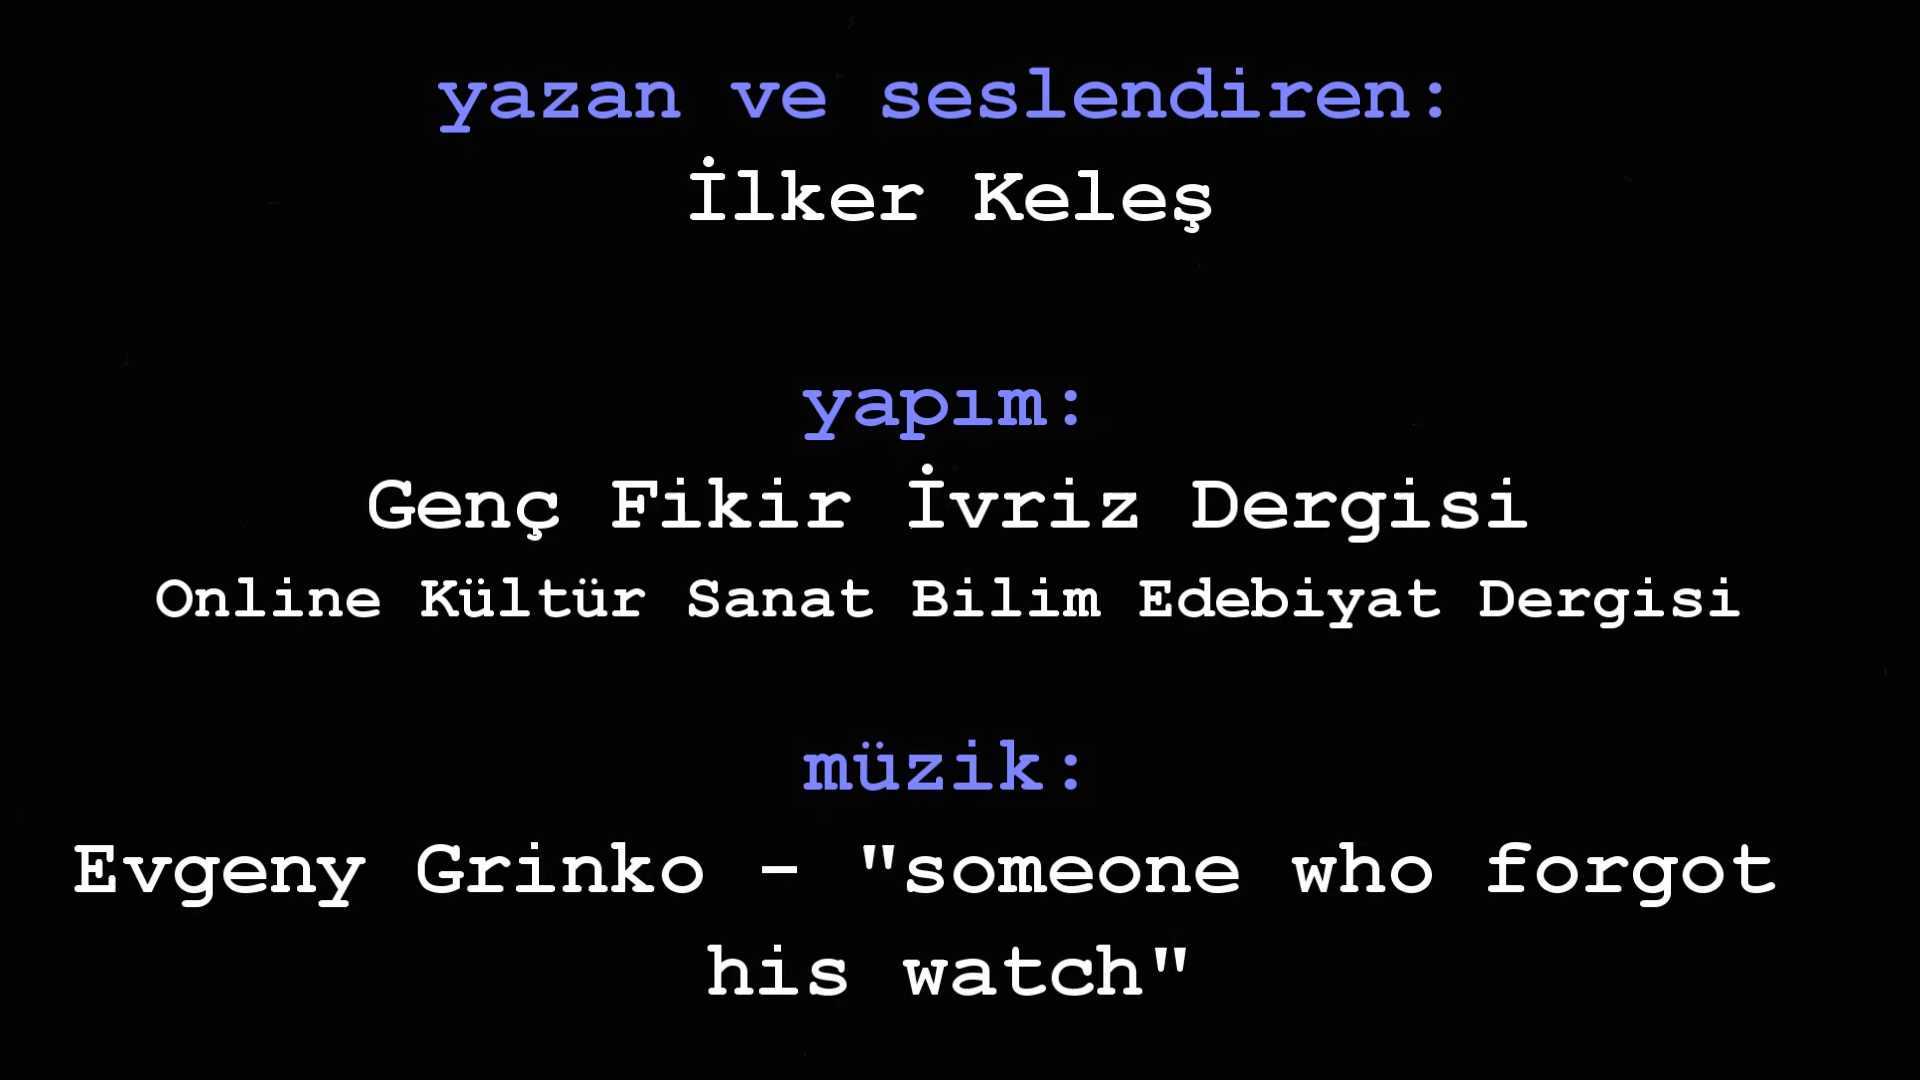 yazan ve seslendiren:
İlker Keleş
yapım:
Genç Fikir İvriz Dergisi
Online Kültür Sanat Bilim Edebiyat Dergisi
müzik:
Evgeny Grinko - "someone who forgot
his watch"